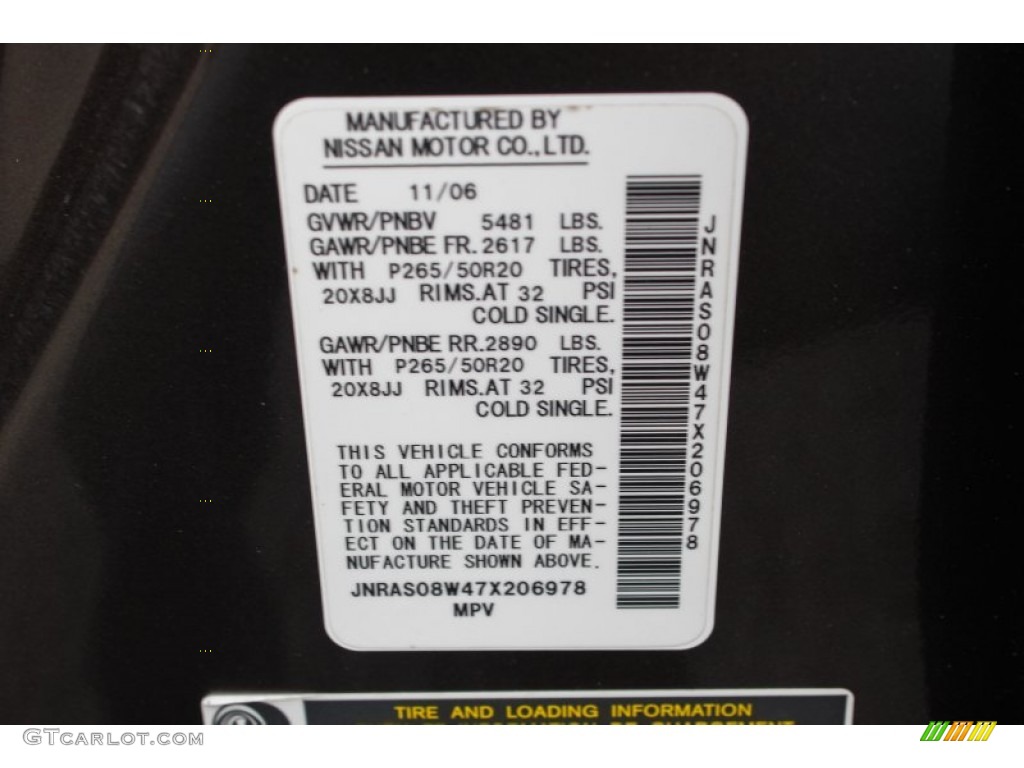 MANUFACTURED BY
NISSAN MOTOR CO.,LTD.
DATE 11/06
GVWR/PNBV 5481 LBS.
GAWR/PNBE FR. 2617 LBS.
WITH P265/50R20 TIRES,
20X8JJ RIMS.AT 32 PSI
COLD SINGLE.
GAWR/PNBE RR. 2890 LBS.
WITH P265/50R20 TIRES,
20X8JJ RIMS.AT 32 PSI
COLD SINGLE.
THIS VEHICLE CONFORMS
TO ALL APPLICABLE FED-
ERAL MOTOR VEHICLE SA-
FETY AND THEFT PREVEN-
TION STANDARDS IN EFF-
ECT ON THE DATE OF MA-
NUFACTURE SHOWN ABOVE.
JNRAS08W47X206978
MPV
JNRAS08W47X206978
TIRE AND LOADING INFORMATION
GTCarLot.com